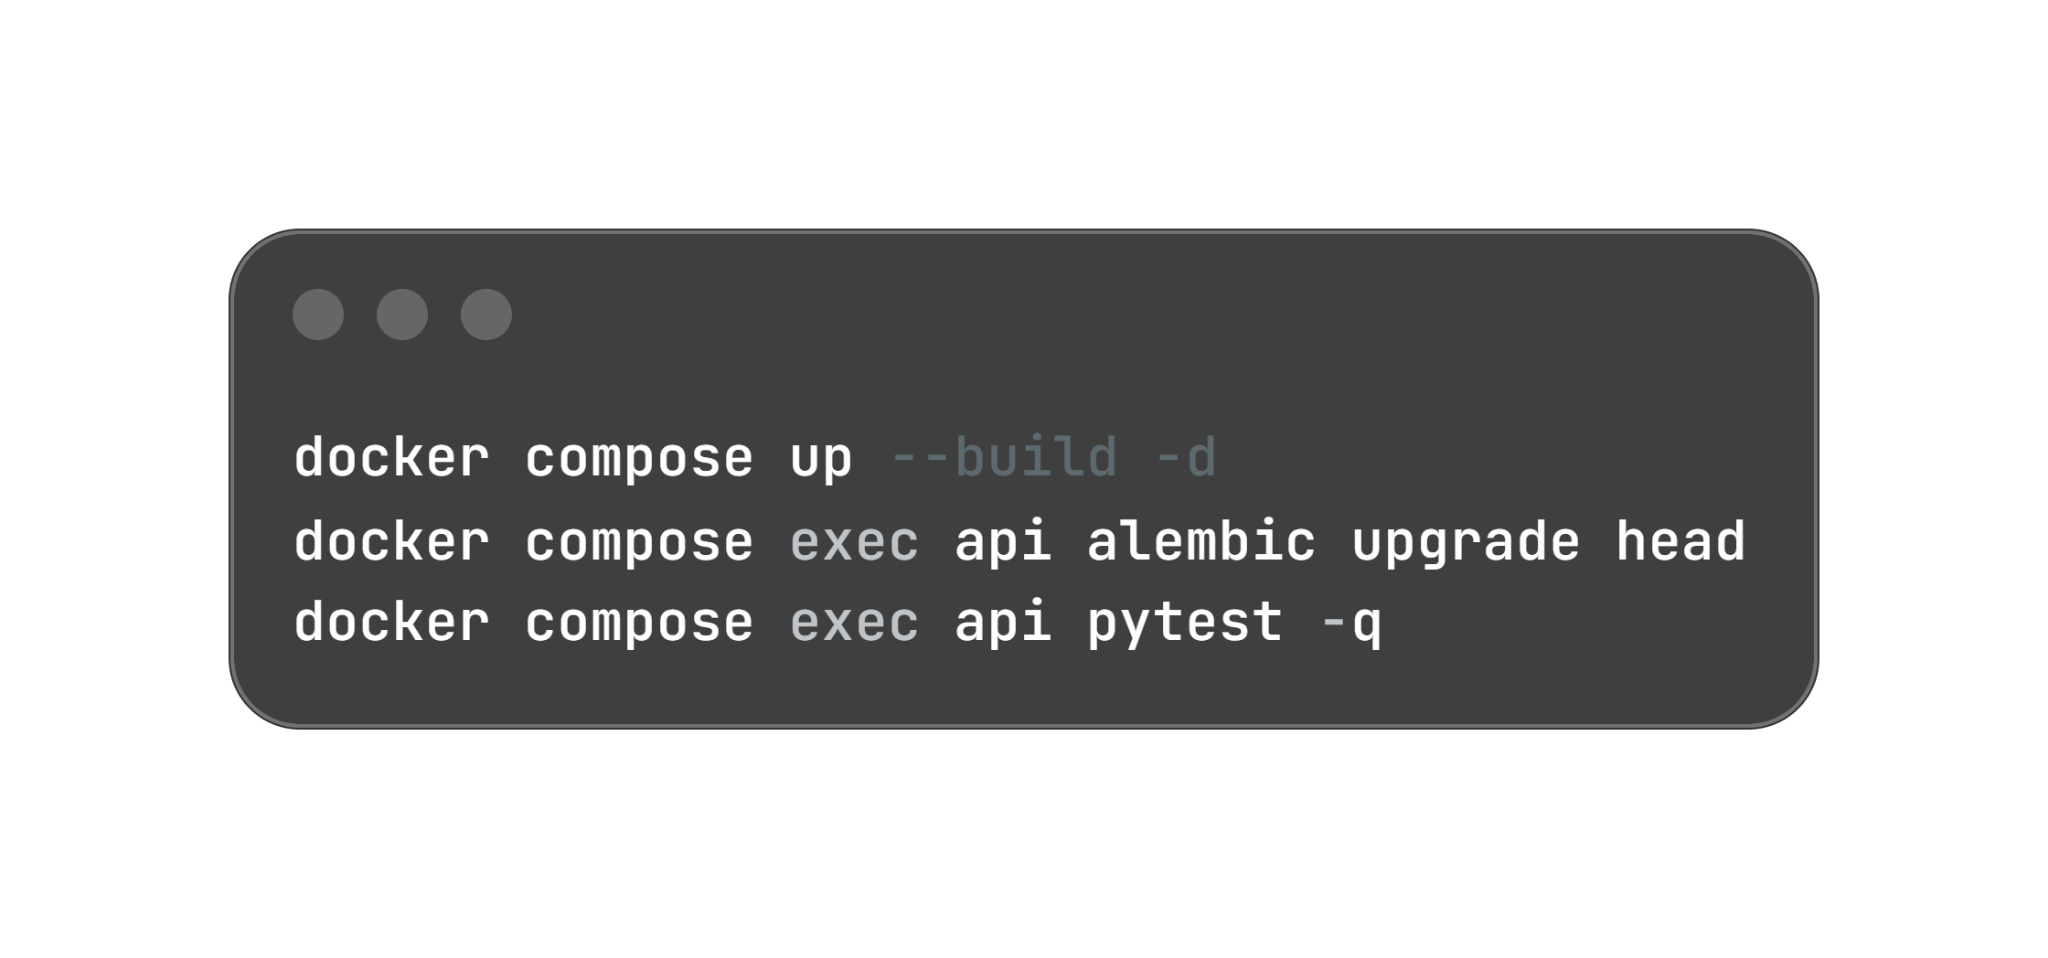 docker compose up --build -d
docker compose exec api alembic upgrade head
docker compose exec api pytest -q